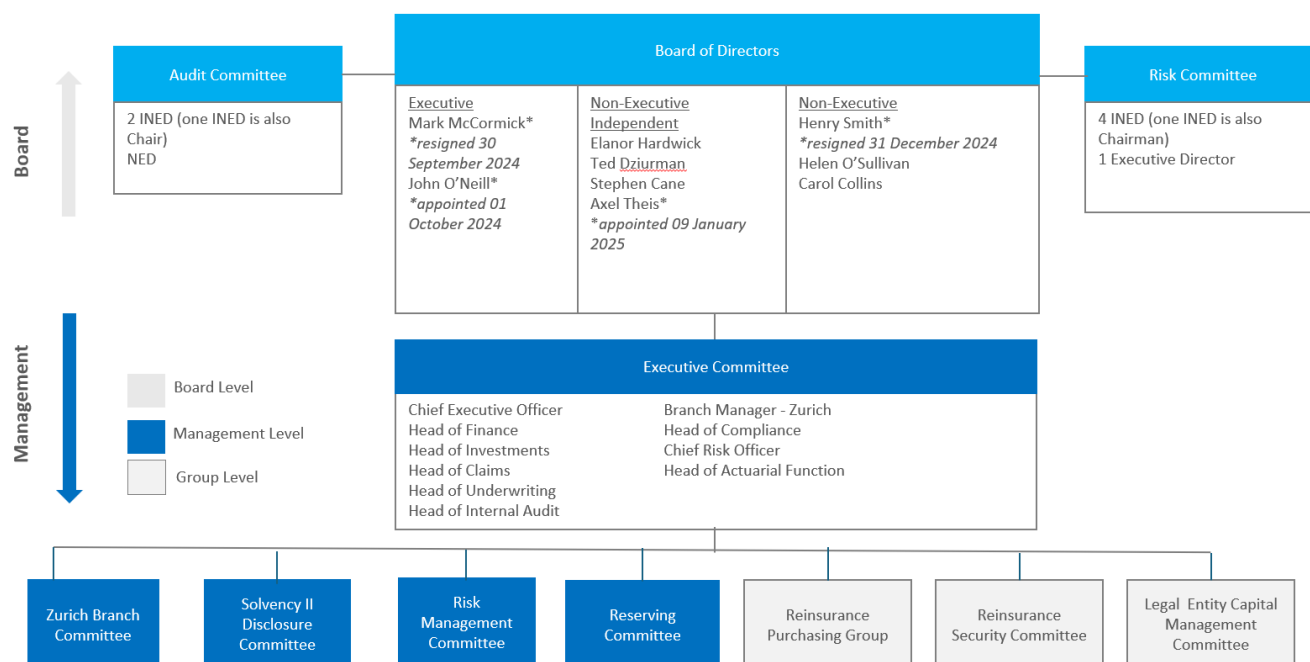 Board of Directors
Audit Committee
Risk Committee
2 INED (one INED is also
Chair)
NED
Executive
Mark McCormick*
*resigned 30
September 2024
John O’Neill*
*appointed 01
October 2024
Non-Executive
Independent
Elanor Hardwick
Ted Dziurman
Stephen Cane
Axel Theis*
*appointed 09 January
2025
Non-Executive
Henry Smith*
*resigned 31 December 2024
Helen O’Sullivan
Carol Collins
4 INED (one INED is also
Chairman)
1 Executive Director
Board
Management
Board Level
Management Level
Group Level
Executive Committee
Chief Executive Officer
Head of Finance
Head of Investments
Head of Claims
Head of Underwriting
Head of Internal Audit
Branch Manager - Zurich
Head of Compliance
Chief Risk Officer
Head of Actuarial Function
Zurich Branch
Committee
Solvency II
Disclosure
Committee
Risk
Management
Committee
Reserving
Committee
Reinsurance
Purchasing Group
Reinsurance
Security Committee
Legal  Entity Capital
Management
Committee